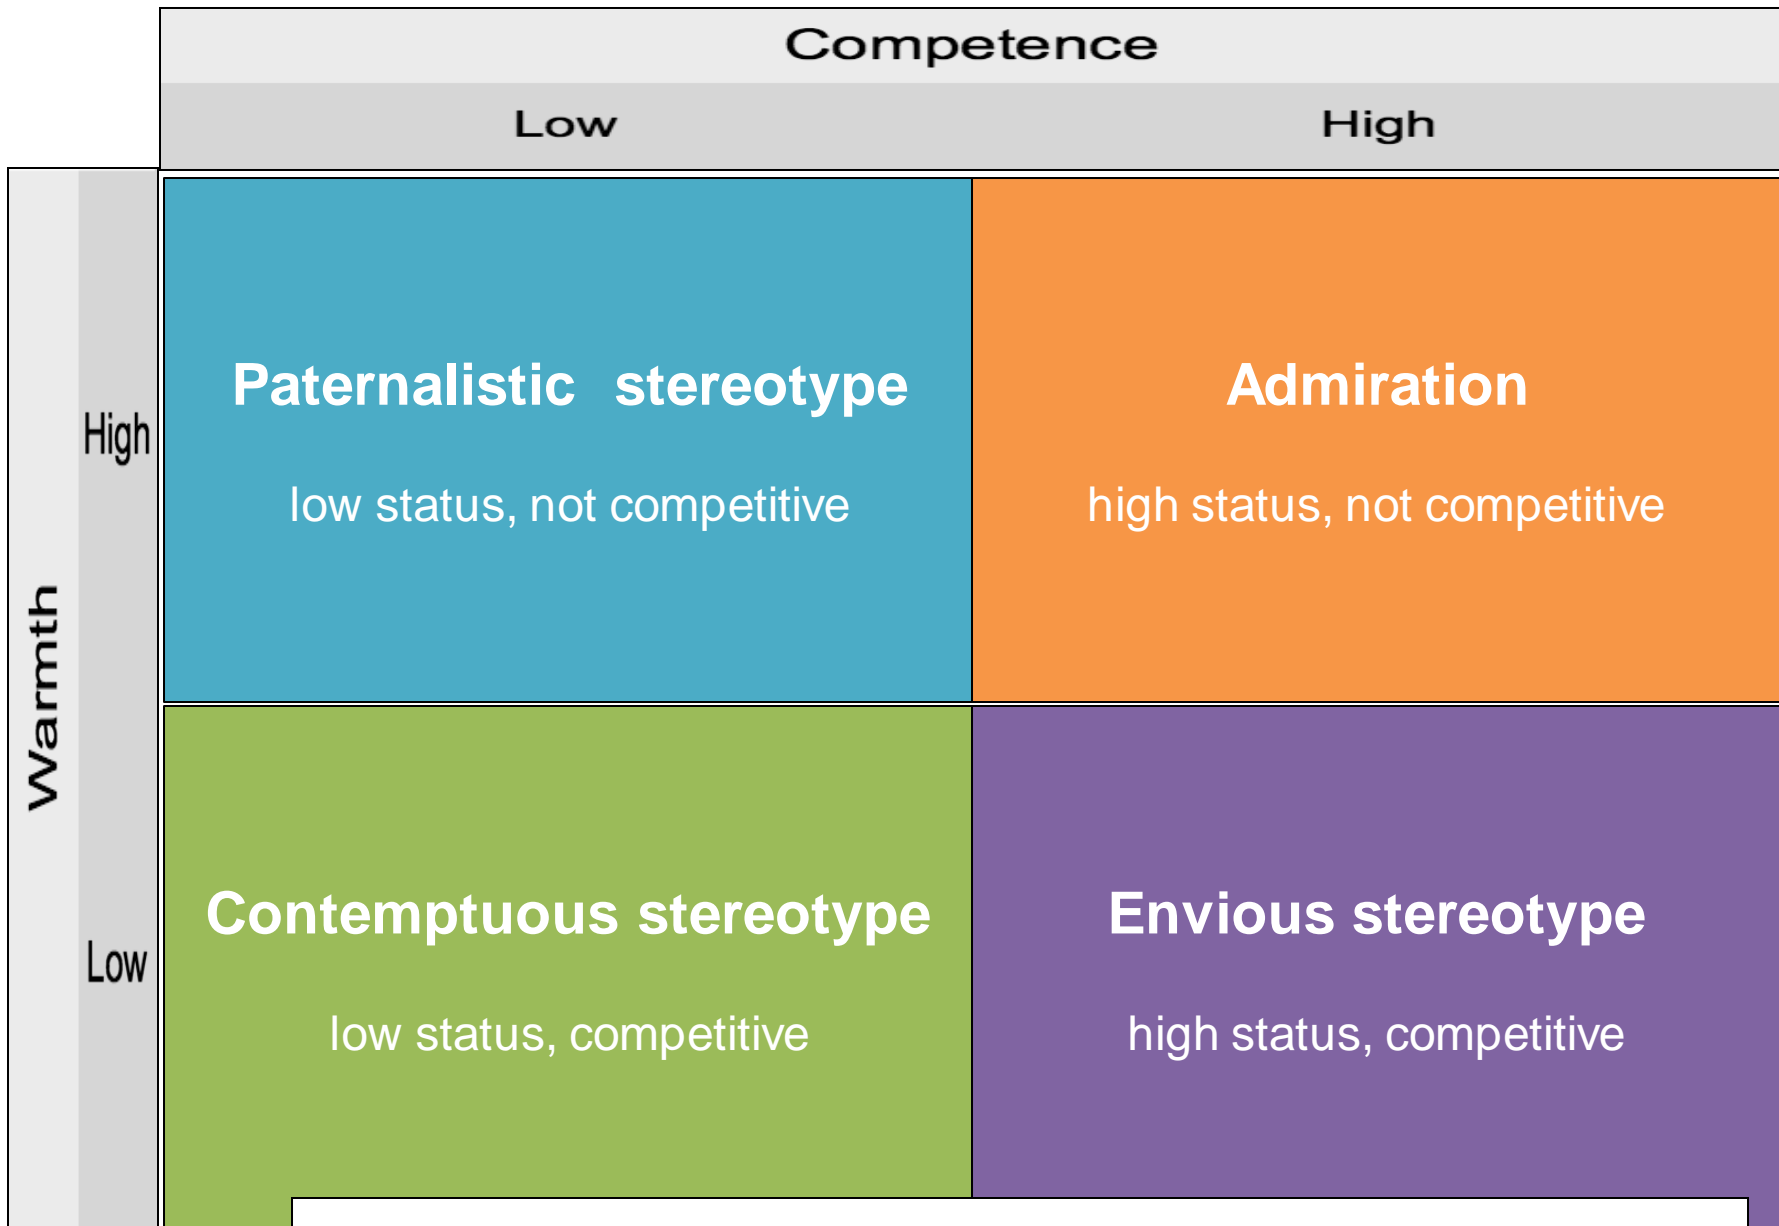 Competence
Low
High
Warmth
High
Paternalistic stereotype
low status, not competitive
Admiration
high status, not competitive
Low
Contemptuous stereotype
low status, competitive
Envious stereotype
high status, competitive